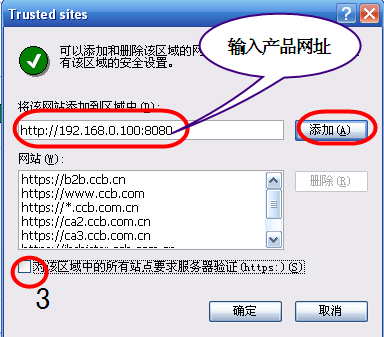 Trusted sites
可以添加和删除该区域的网
有该区域的安全设置。
输入产品网址
将该网站添加到区域中(D):
http://192.168.0.100:8080
添加(A)
网站(W):
https://b2b.ccb.cn
https://www.ccb.com
https://*.ccb.com.cn
https://ca2.ccb.com.cn
https://ca3.ccb.com.cn
删除(R)
对该区域中的所有站点要求服务器验证(https:)(S)
3
确定
取消